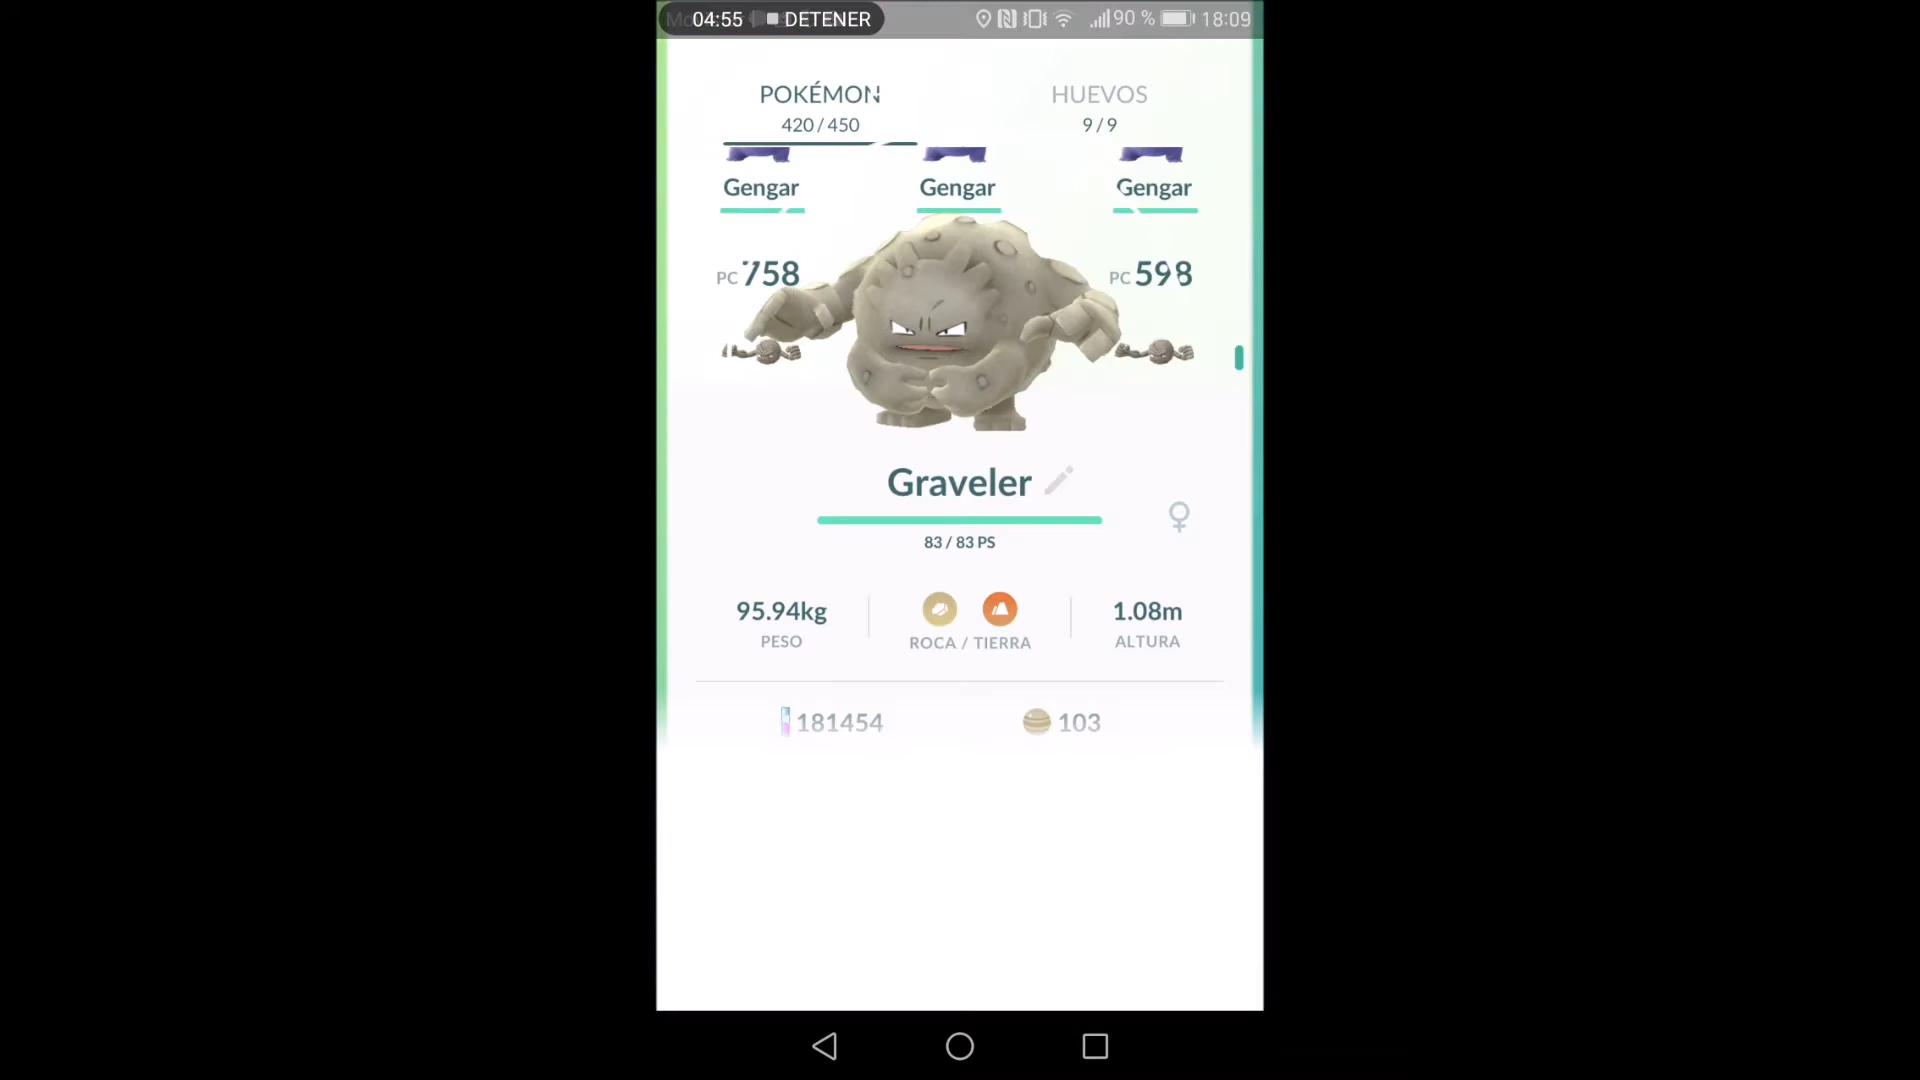 04:55 DETENER 90 % 18:09
POKÉMON HUEVOS
420 / 450 9 / 9
Gengar Gengar Gengar
PC 758 PC 598
Graveler
83 / 83 PS
95.94kg 1.08m
PESO ROCA / TIERRA ALTURA
181454 103